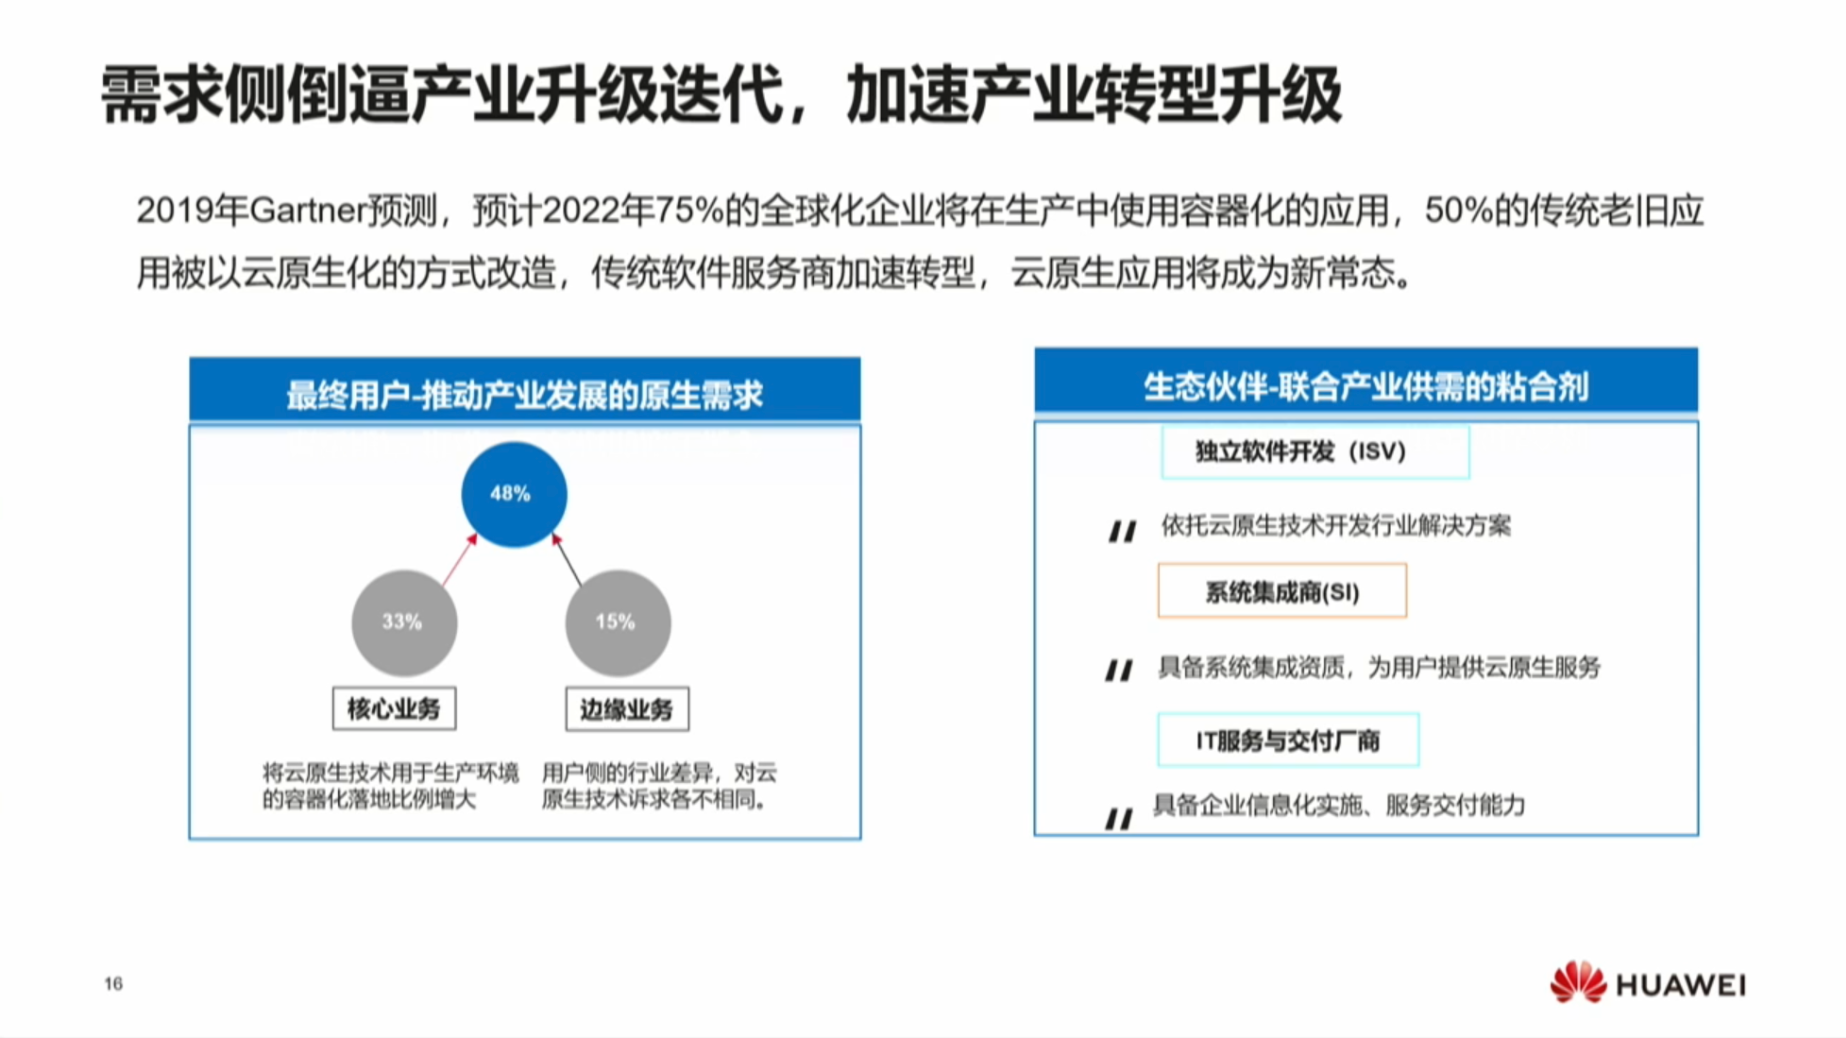 需求侧倒逼产业升级迭代，加速产业转型升级
2019年Gartner预测，预计2022年75%的全球化企业将在生产中使用容器化的应用，50%的传统老旧应
用被以云原生化的方式改造，传统软件服务商加速转型，云原生应用将成为新常态。
最终用户-推动产业发展的原生需求
48%
33%
15%
核心业务
边缘业务
将云原生技术用于生产环境
的容器化落地比例增大
用户侧的行业差异，对云
原生技术诉求各不相同。
生态伙伴-联合产业供需的粘合剂
独立软件开发（ISV）
" 依托云原生技术开发行业解决方案
系统集成商(SI)
" 具备系统集成资质，为用户提供云原生服务
IT服务与交付厂商
" 具备企业信息化实施、服务交付能力
16
HUAWEI